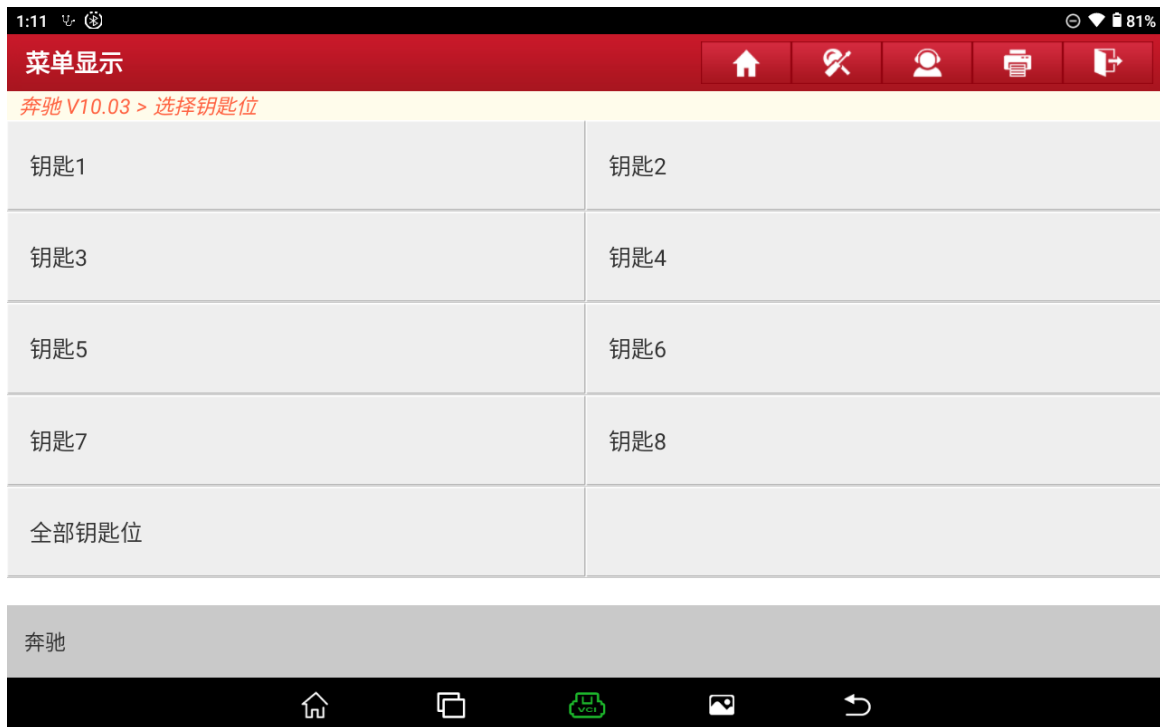 1:11
81%
菜单显示
奔驰 V10.03 > 选择钥匙位
钥匙1
钥匙2
钥匙3
钥匙4
钥匙5
钥匙6
钥匙7
钥匙8
全部钥匙位
奔驰
VCI